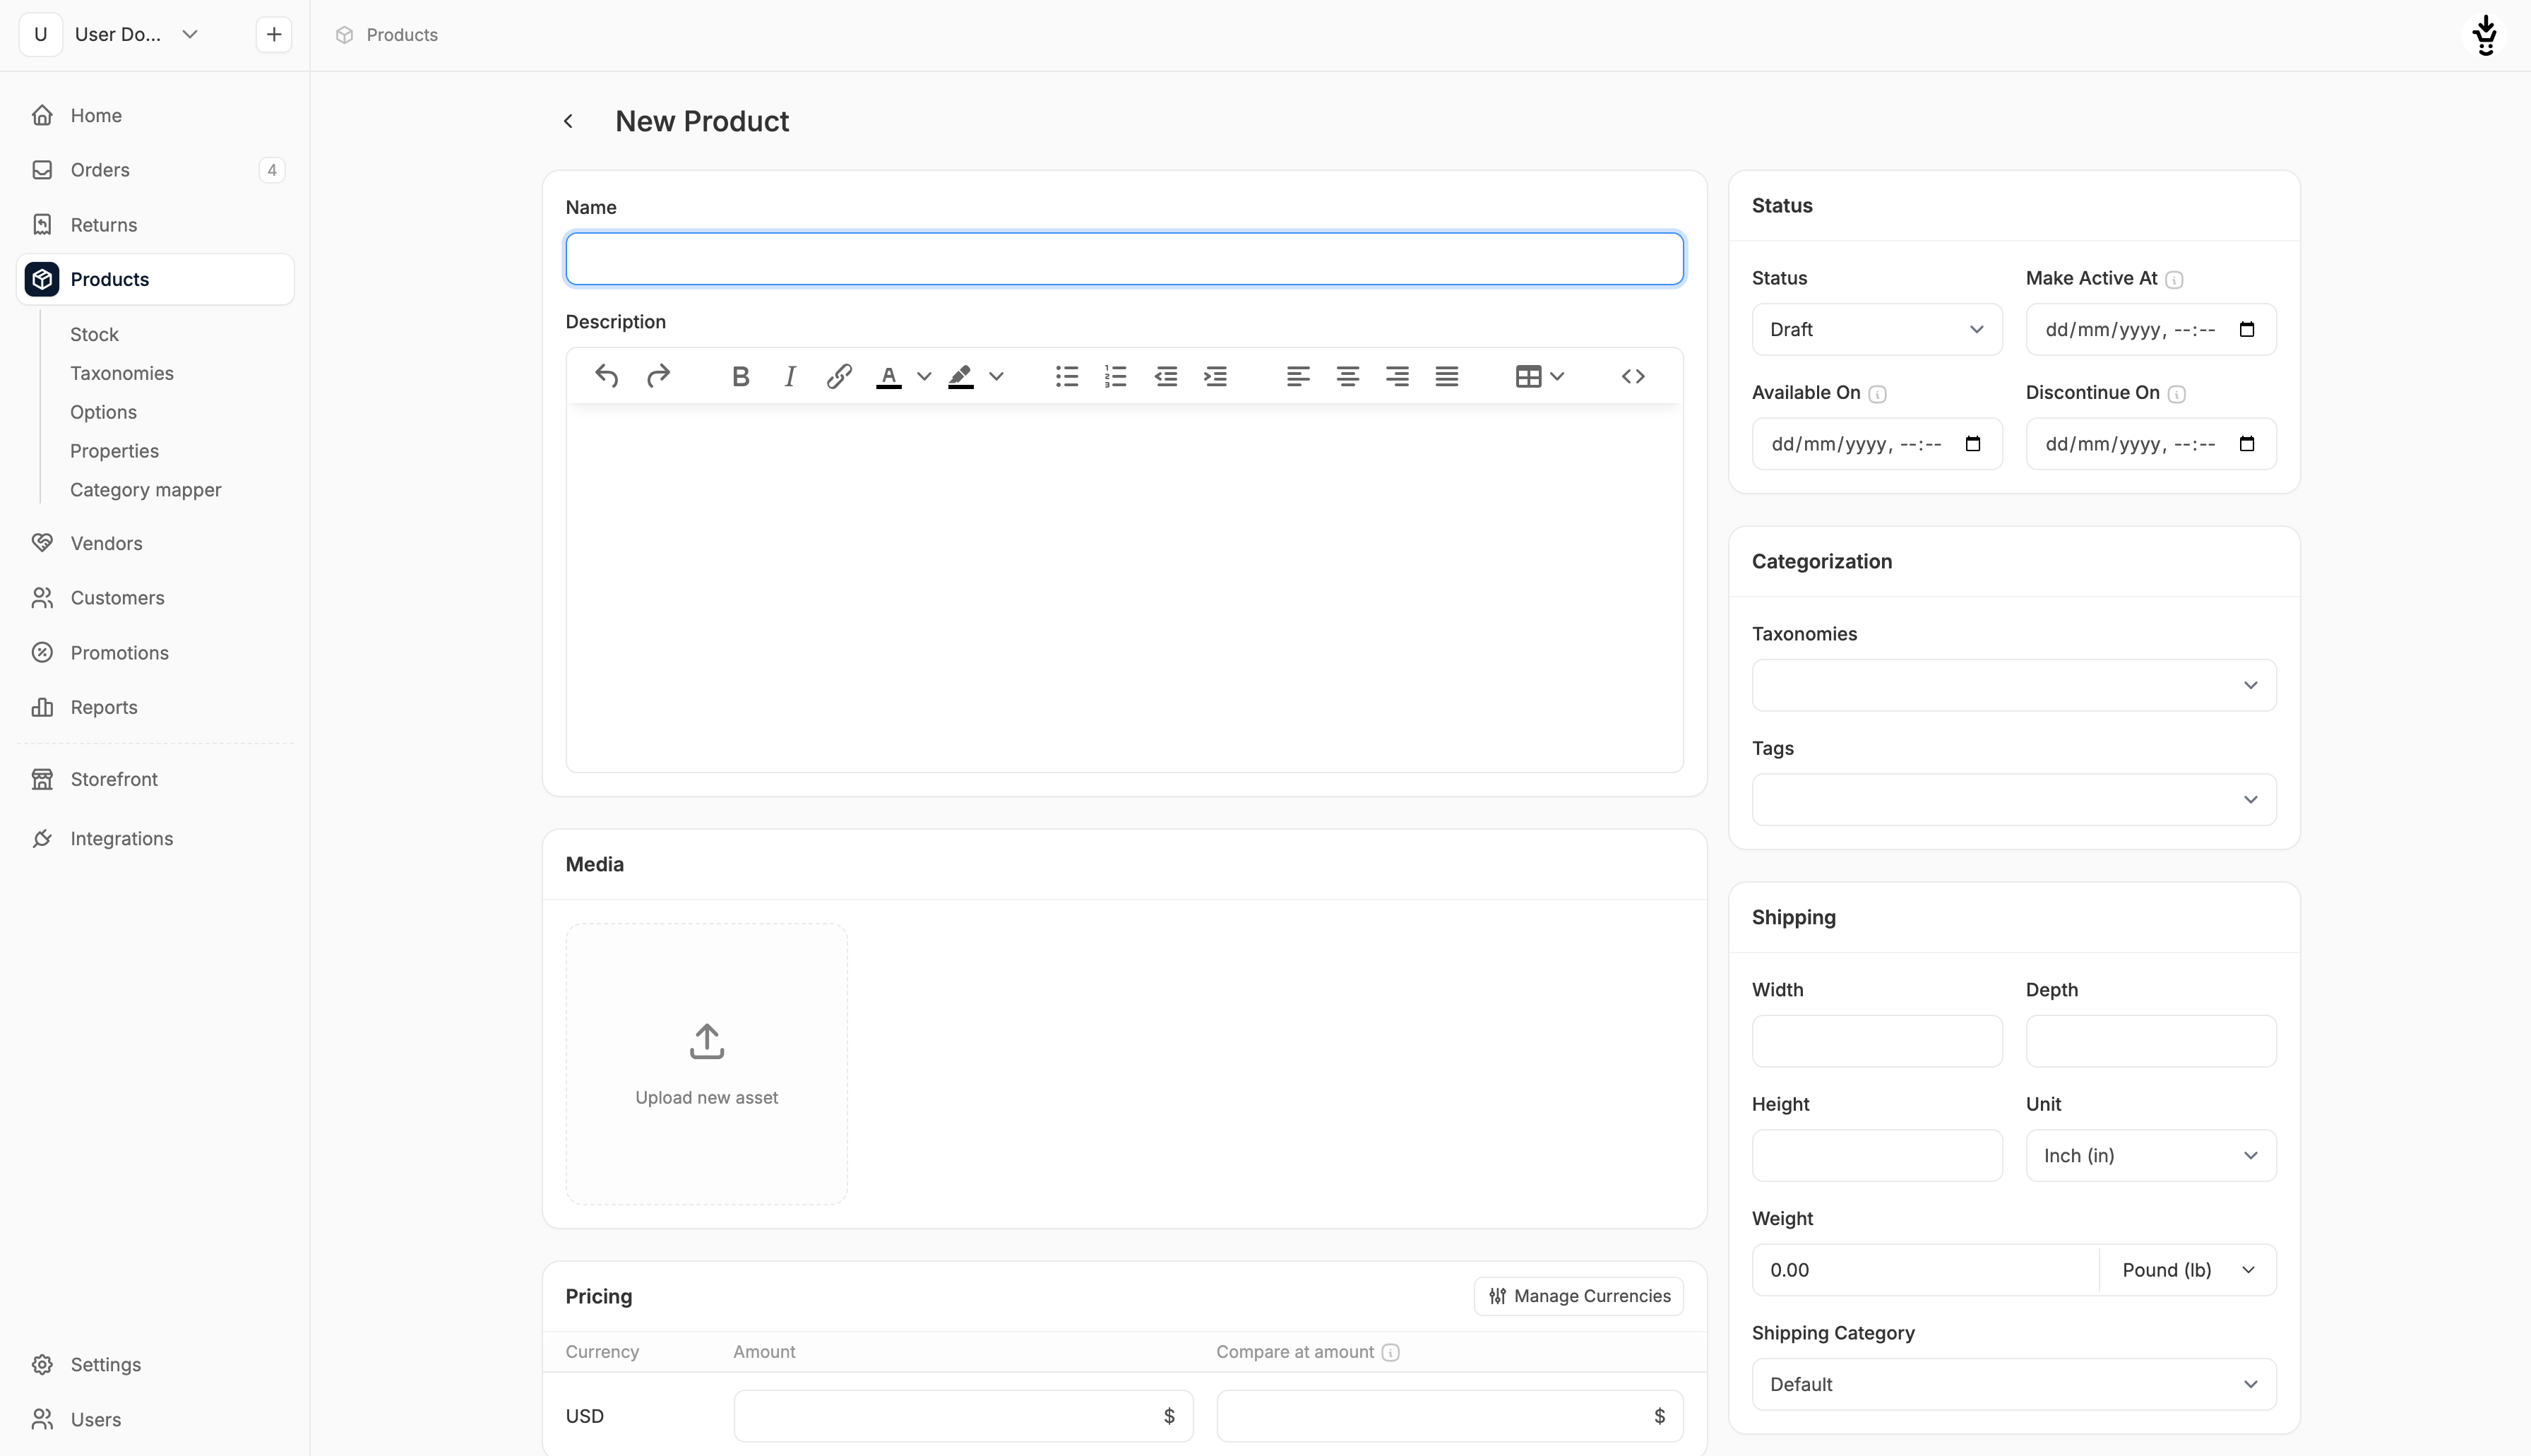 U
User Do...
Products
Home
Orders
4
Returns
Products
Stock
Taxonomies
Options
Properties
Category mapper
Vendors
Customers
Promotions
Reports
Storefront
Integrations
Settings
Users
New Product
Name
Description
Media
Upload new asset
Pricing
Manage Currencies
Currency Amount Compare at amount
USD $ $
Status
Status Make Active At
Draft dd/mm/yyyy, --:--
Available On Discontinue On
dd/mm/yyyy, --:-- dd/mm/yyyy, --:--
Categorization
Taxonomies
Tags
Shipping
Width Depth
Height Unit
Inch (in)
Weight
0.00 Pound (lb)
Shipping Category
Default